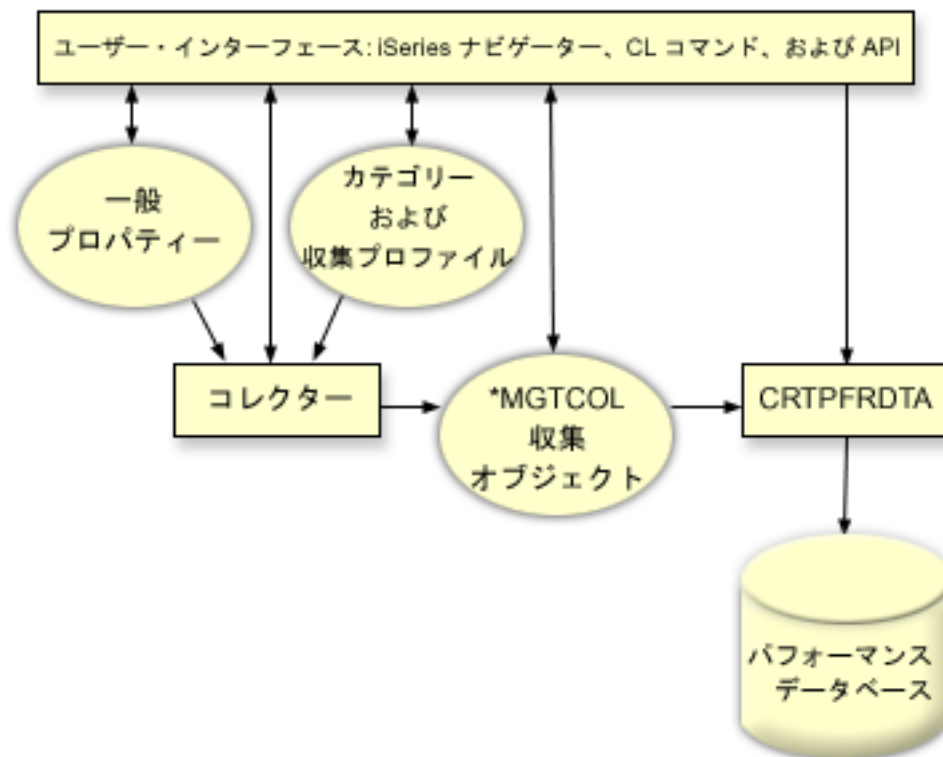 ユーザー・インターフェース: iSeries ナビゲーター、CL コマンド、および API
一般
プロパティー
カテゴリー
および
収集プロファイル
コレクター
*MGTCOL
収集
オブジェクト
CRTPFRDTA
パフォーマンス
データベース